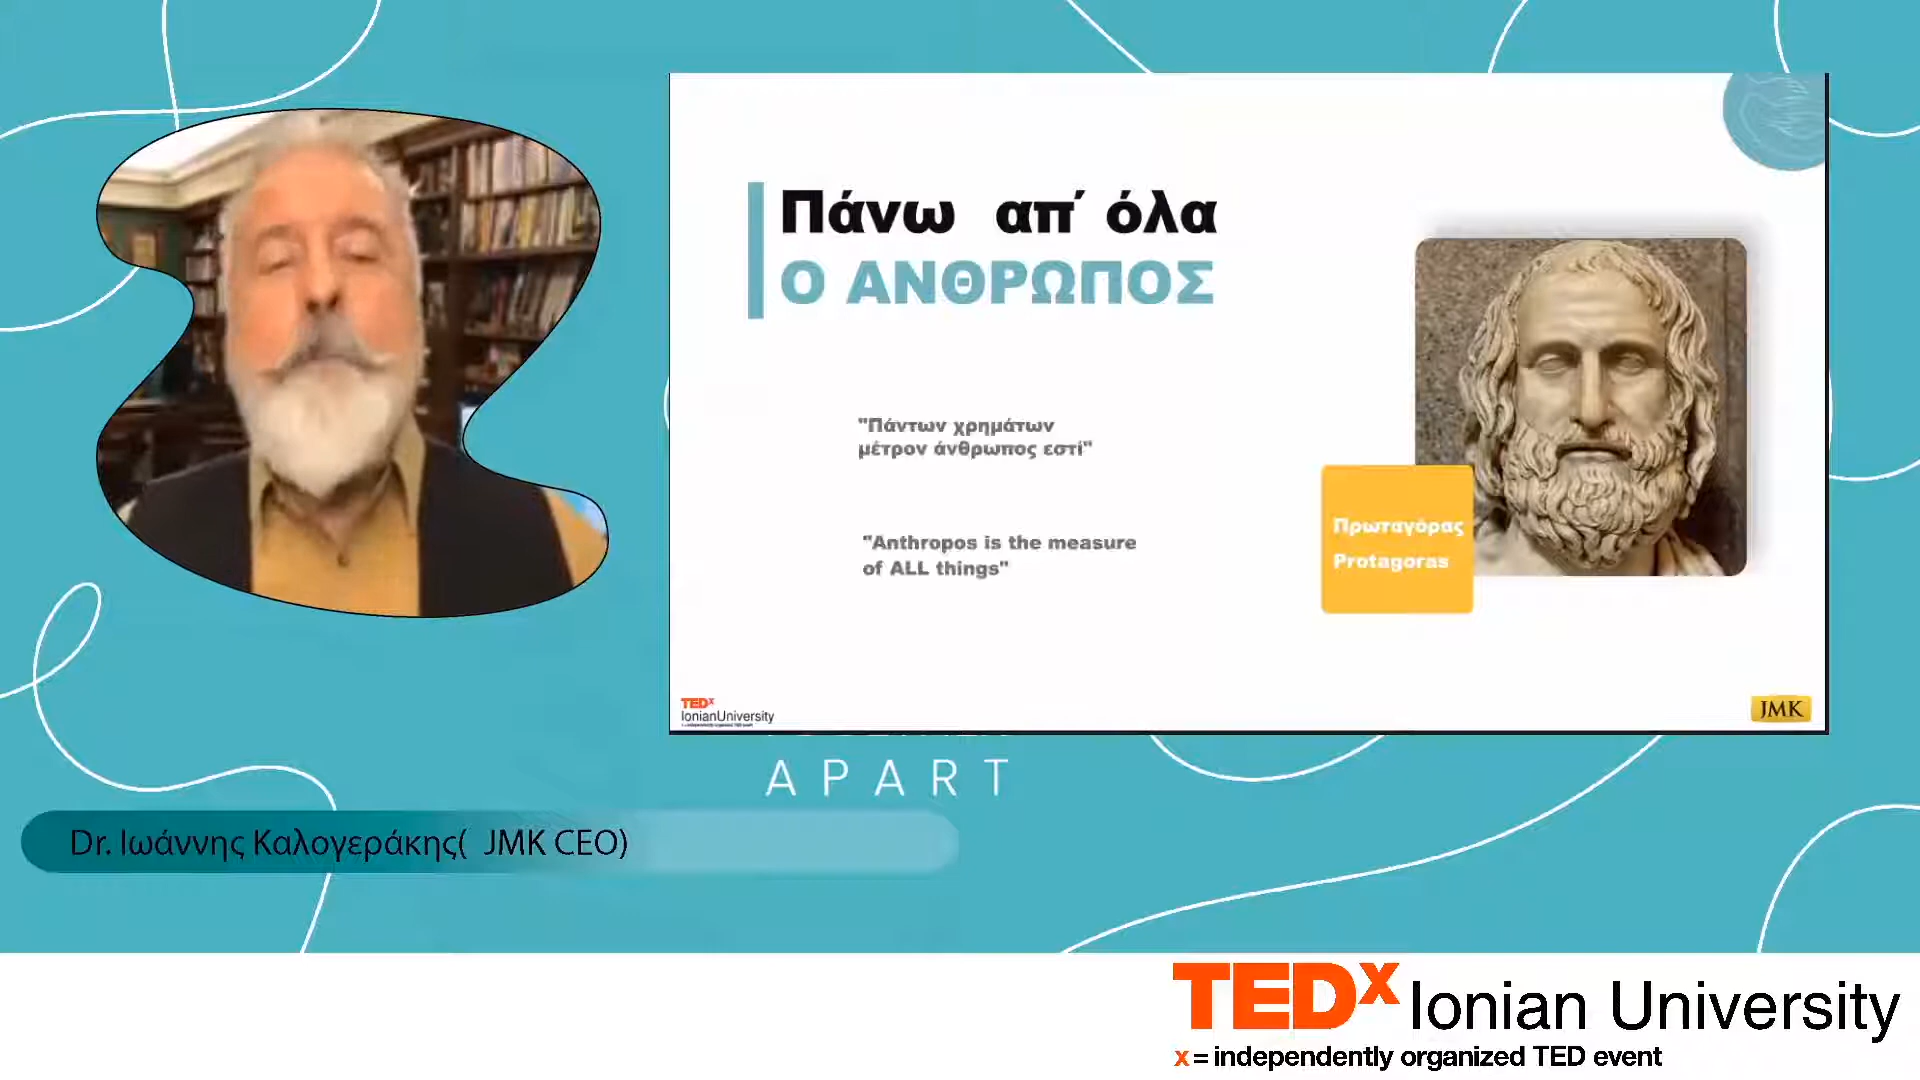 Πάνω απ΄ όλα
Ο ΑΝΘΡΩΠΟΣ
"Πάντων χρημάτων
μέτρον άνθρωπος εστί"
"Anthropos is the measure
of ALL things"
Πρωταγόρας
Protagoras
TEDx
IonianUniversity
JMK
APART
Dr. Ιωάννης Καλογεράκης( JMK CEO)
TEDx Ionian University
x = independently organized TED event